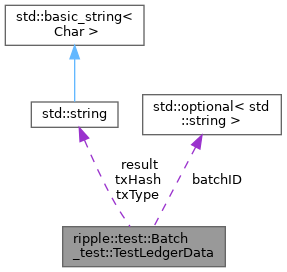 std::basic_string<
Char >
std::string
std::optional< std
::string >
result
txHash
txType
batchID
ripple::test::Batch
_test::TestLedgerData